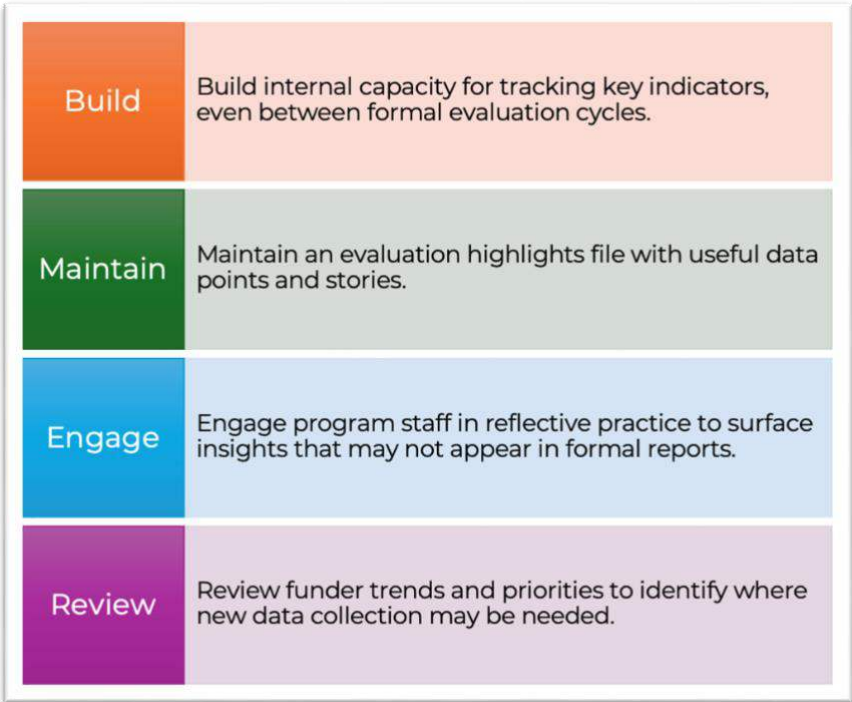 Build
Build internal capacity for tracking key indicators,
even between formal evaluation cycles.
Maintain
Maintain an evaluation highlights file with useful data
points and stories.
Engage
Engage program staff in reflective practice to surface
insights that may not appear in formal reports.
Review
Review funder trends and priorities to identify where
new data collection may be needed.